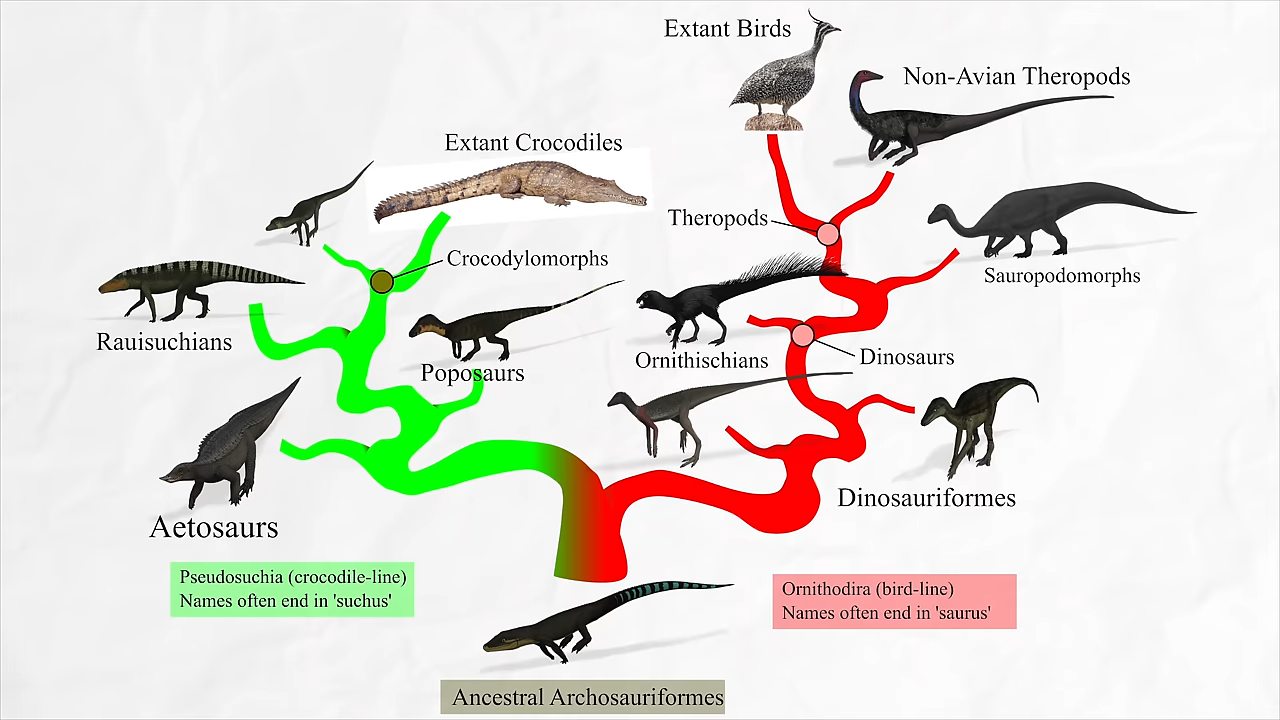 Extant Birds
Non-Avian Theropods
Extant Crocodiles
Theropods
Crocodylomorphs
Sauropodomorphs
Rauisuchians
Ornithischians
Dinosaurs
Poposaurs
Dinosauriformes
Aetosaurs
Pseudosuchia (crocodile-line)
Names often end in 'suchus'
Ornithodira (bird-line)
Names often end in 'saurus'
Ancestral Archosauriformes